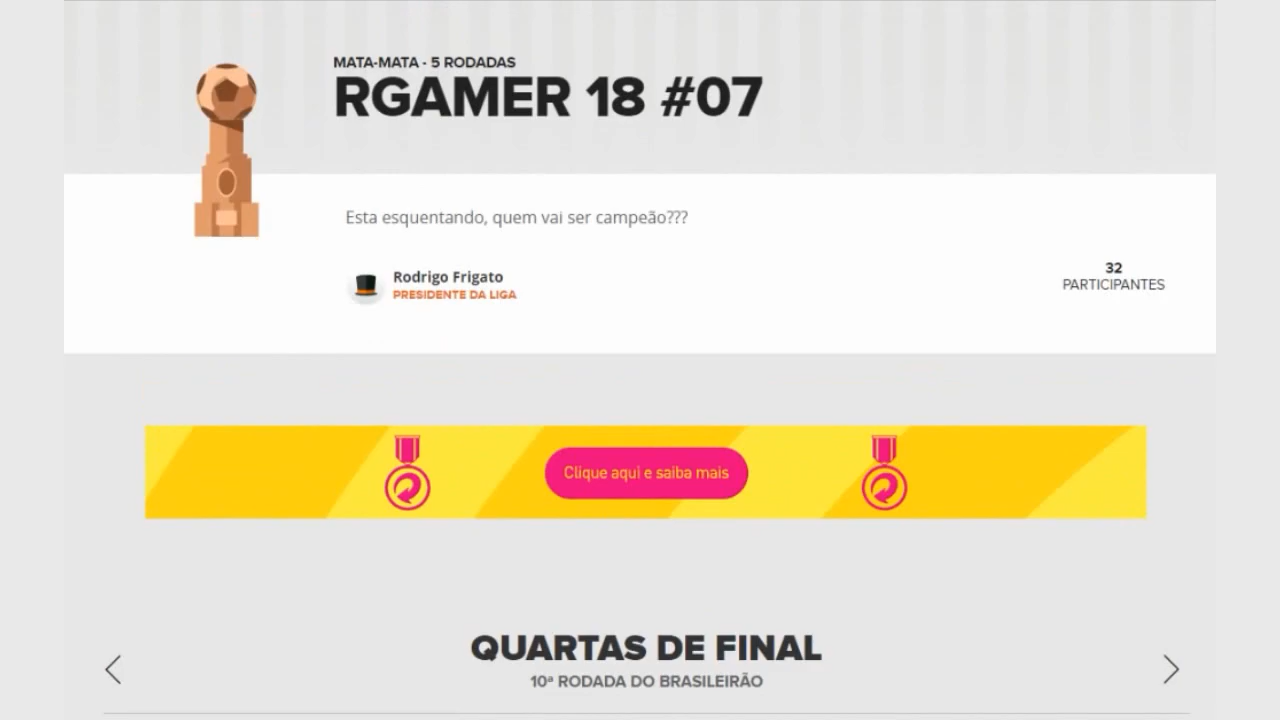 MATA-MATA - 5 RODADAS
RGAMER 18 #07
Esta esquentando, quem vai ser campeão???
Rodrigo Frigato
PRESIDENTE DA LIGA
32
PARTICIPANTES
Clique aqui e saiba mais
QUARTAS DE FINAL
10ª RODADA DO BRASILEIRÃO